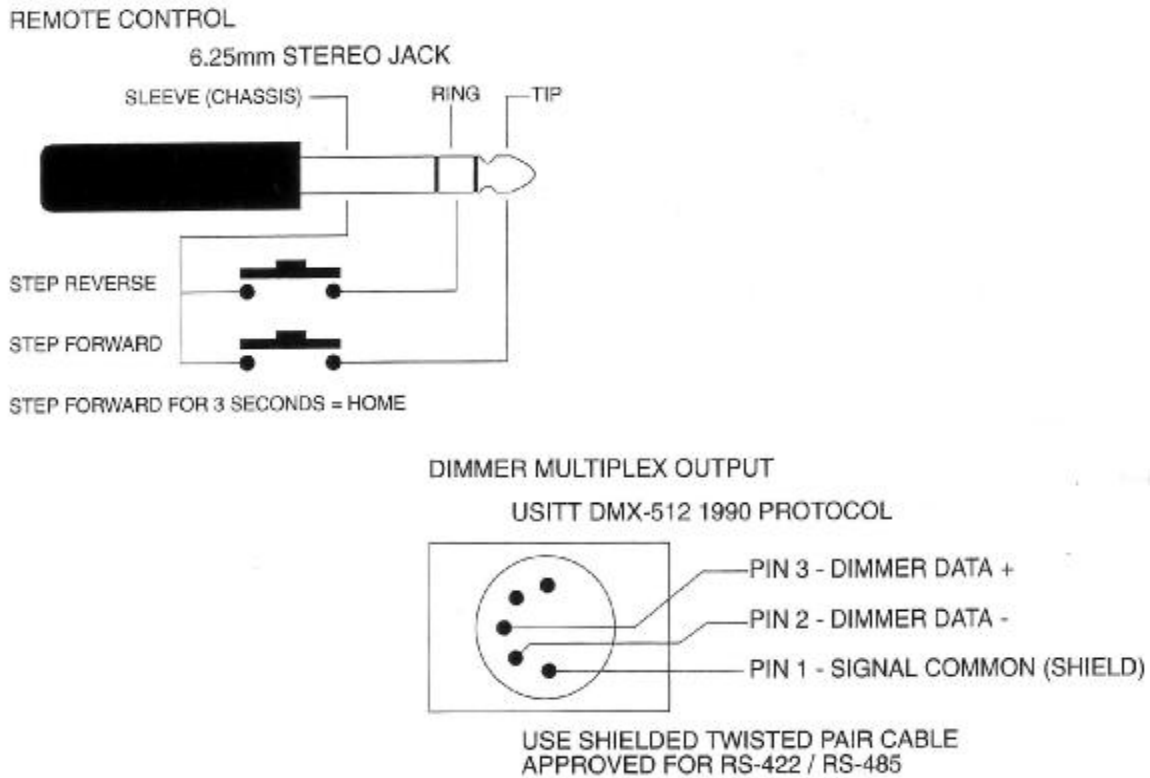 REMOTE CONTROL
6.25mm STEREO JACK
SLEEVE (CHASSIS)
RING
TIP
STEP REVERSE
STEP FORWARD
STEP FORWARD FOR 3 SECONDS = HOME
DIMMER MULTIPLEX OUTPUT
USITT DMX-512 1990 PROTOCOL
PIN 3 - DIMMER DATA +
PIN 2 - DIMMER DATA -
PIN 1 - SIGNAL COMMON (SHIELD)
USE SHIELDED TWISTED PAIR CABLE
APPROVED FOR RS-422 / RS-485